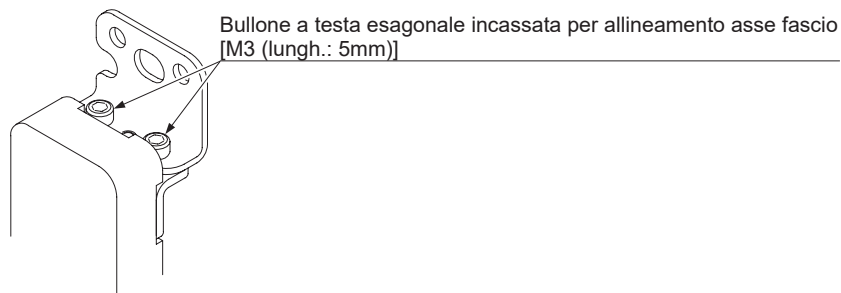 Bullone a testa esagonale incassata per allineamento asse fascio
[M3 (lungh.: 5mm)]